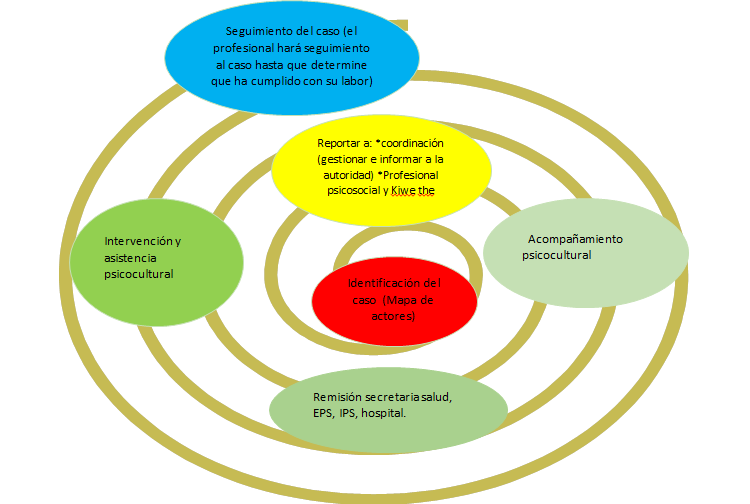 Seguimiento del caso (el
profesional hará seguimiento
al caso hasta que determine
que ha cumplido con su labor)
Reportar a: *coordinación
(gestionar e informar a la
autoridad) *Profesional
psicosocial y Kiwe the
Intervención y
asistencia
psicocultural
Acompañamiento
psicocultural
Identificación del
caso (Mapa de
actores)
Remisión secretaria salud,
EPS, IPS, hospital.